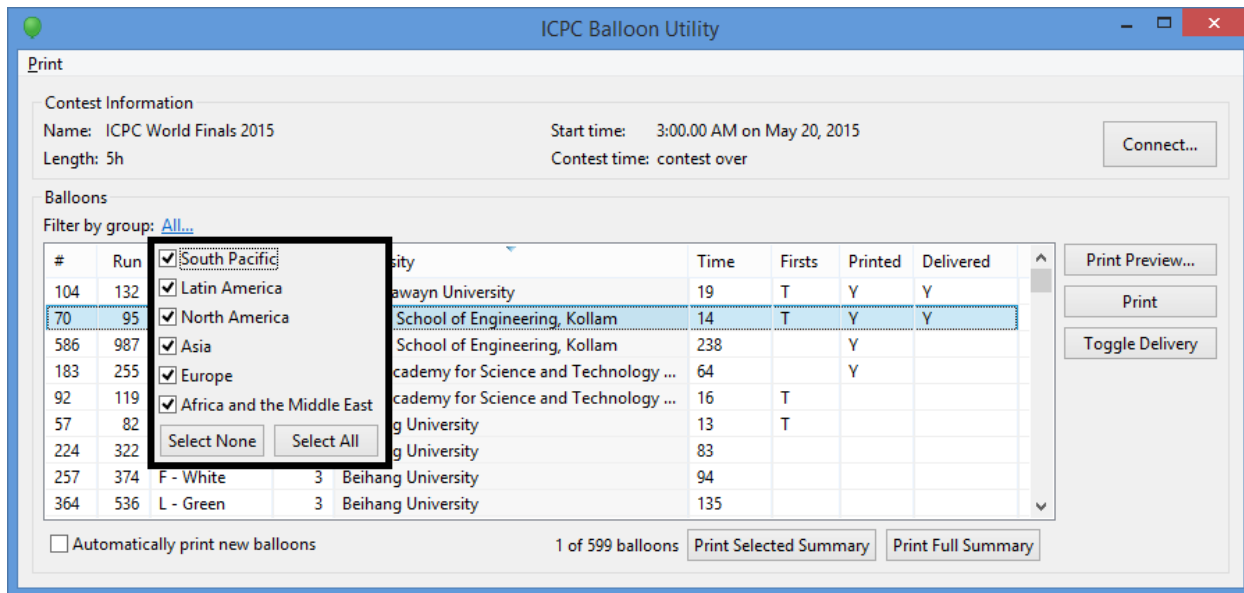 ICPC Balloon Utility
Print
Contest Information
Name: ICPC World Finals 2015 Start time: 3:00.00 AM on May 20, 2015
Length: 5h Contest time: contest over
Connect...
Balloons
Filter by group: All...
# Run sity Time Firsts Printed Delivered
South Pacific
Latin America
North America
Asia
Europe
Africa and the Middle East
Select None Select All
104 132 awayn University 19 T Y Y
70 95 School of Engineering, Kollam 14 T Y Y
586 987 School of Engineering, Kollam 238 Y
183 255 cademy for Science and Technology ... 64 Y
92 119 cademy for Science and Technology ... 16 T
57 82 g University 13 T
224 322 g University 83
257 374 F - White 3 Beihang University 94
364 536 L - Green 3 Beihang University 135
Print Preview...
Print
Toggle Delivery
Automatically print new balloons 1 of 599 balloons Print Selected Summary Print Full Summary